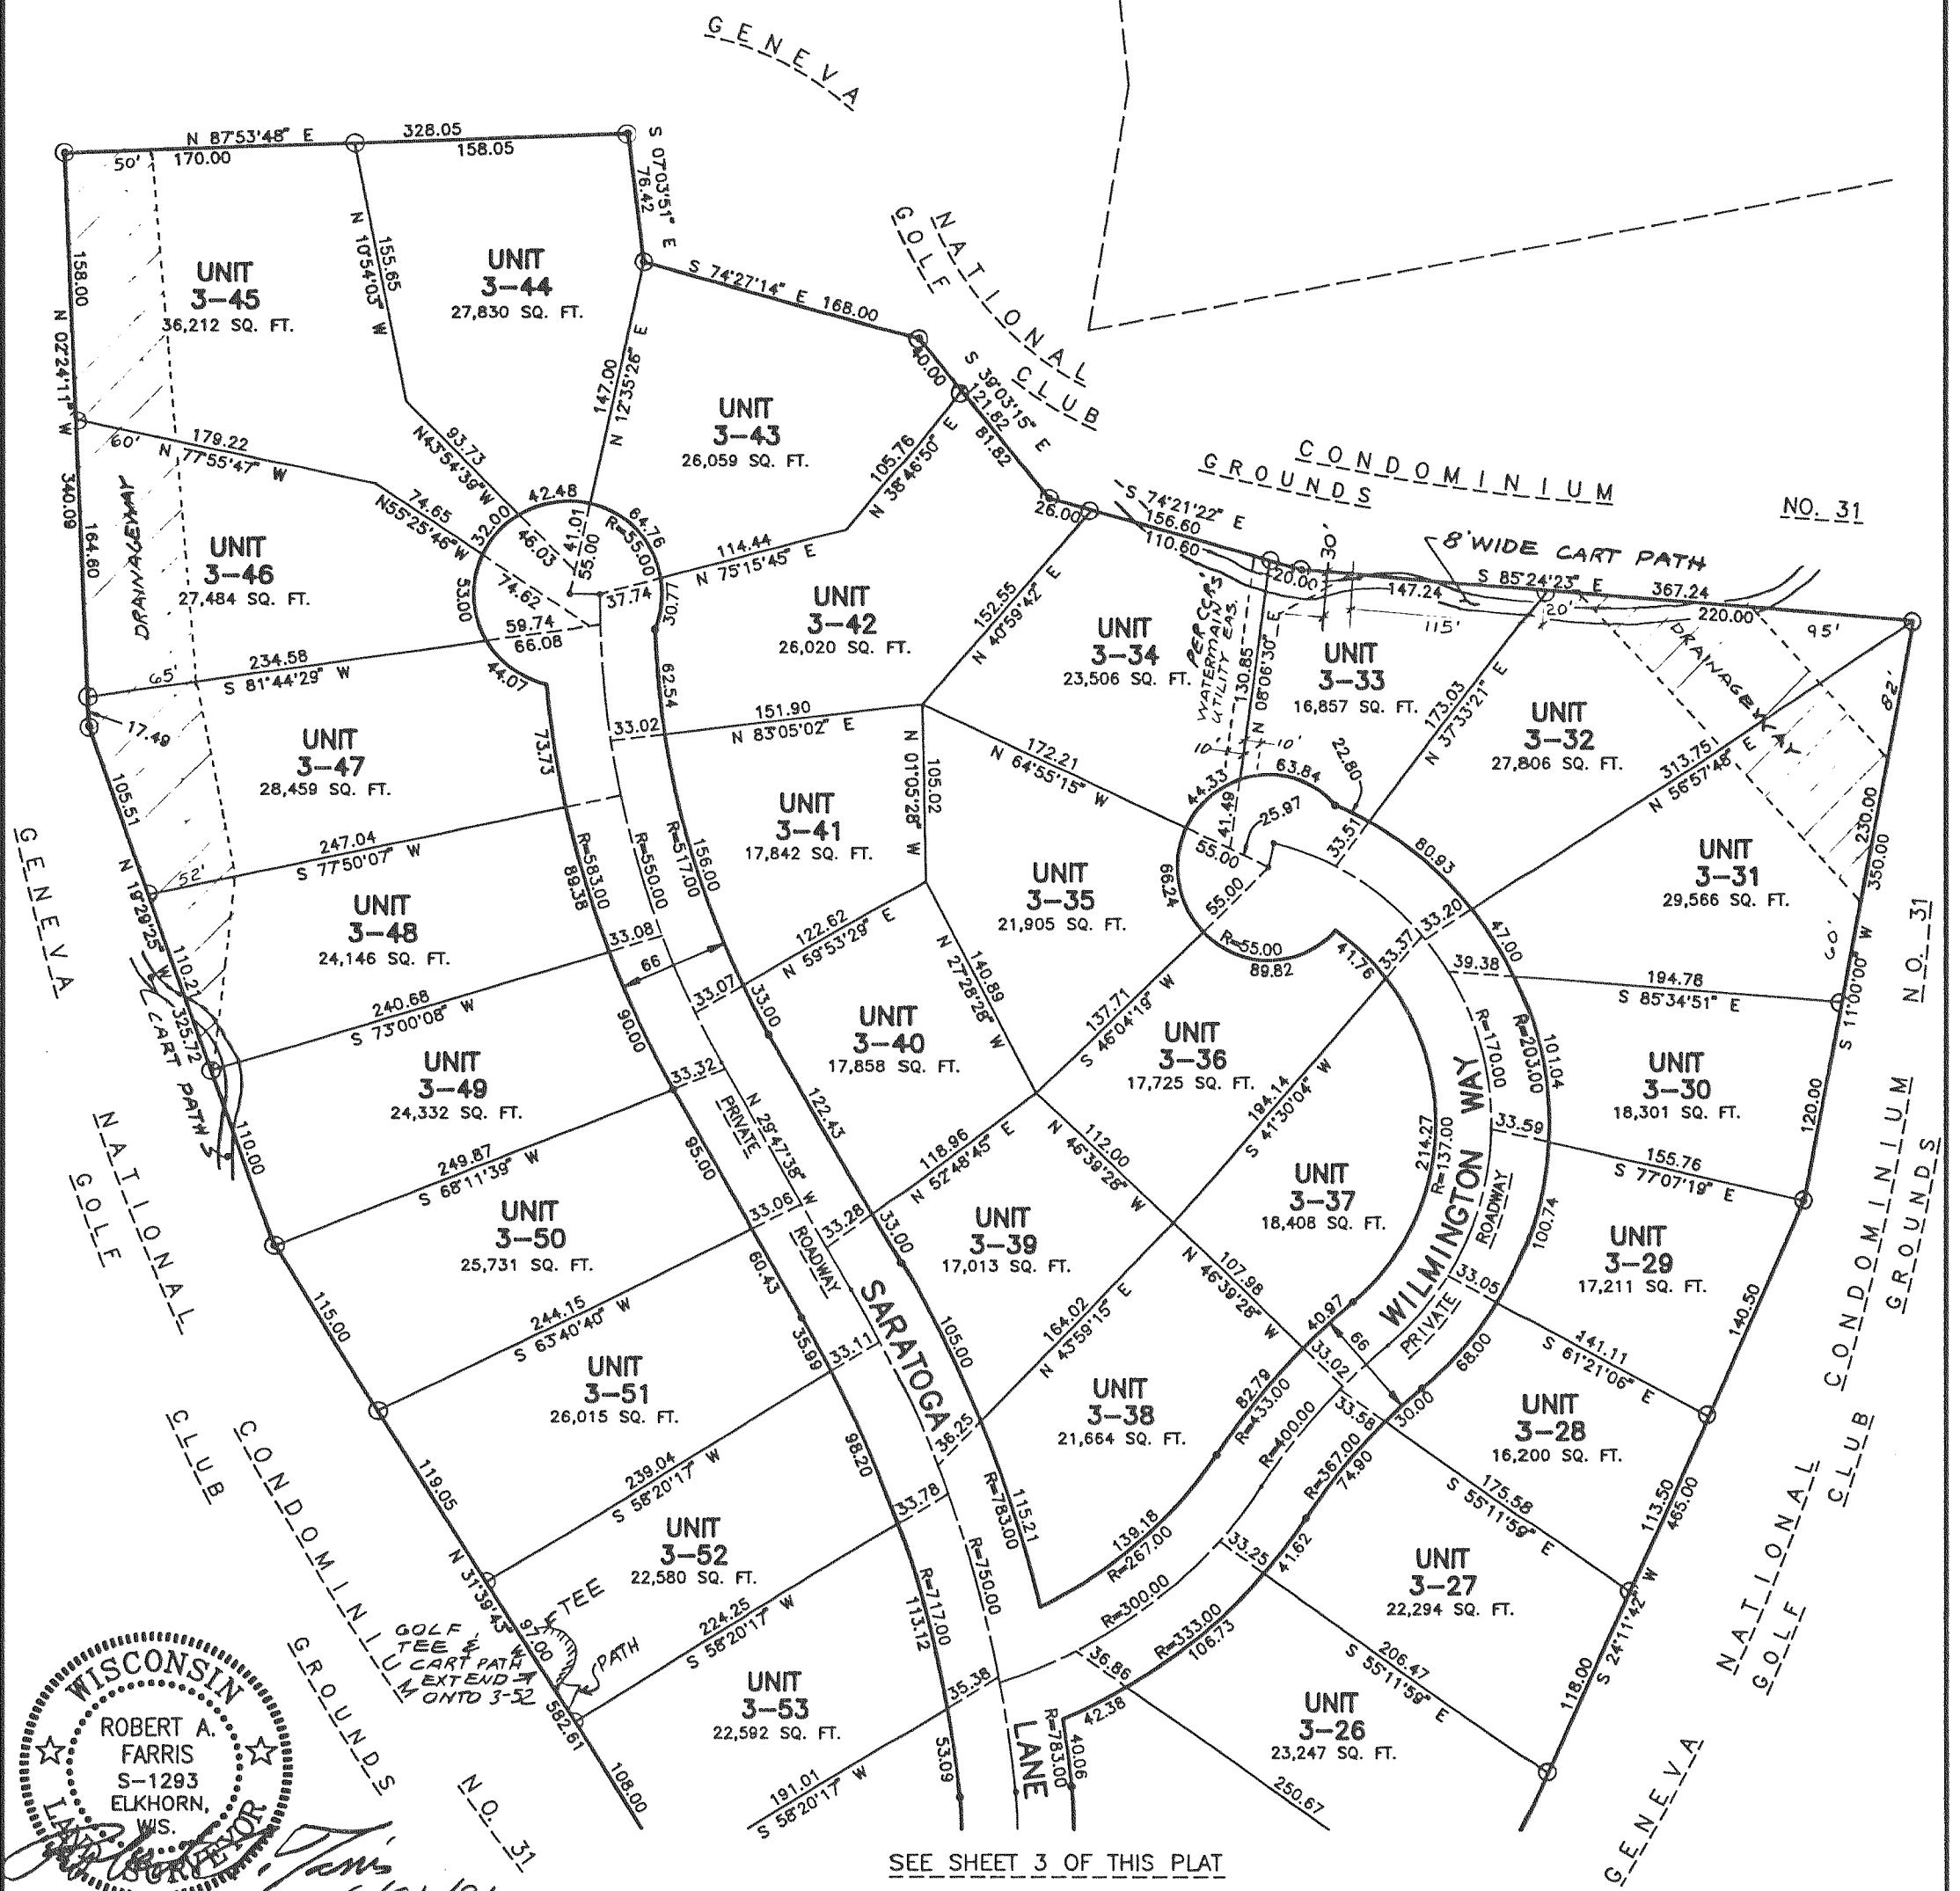 GENEVA
NATIONAL
GOLF
CLUB
CONDOMINIUM
GROUNDS
NO. 31
N 87°53'48" E
328.05
50'
170.00
158.05
S 07°03'51" E
76.42
UNIT
3-45
36,212 SQ. FT.
N 10°54'03" W
155.65
UNIT
3-44
27,830 SQ. FT.
158.00
N 02°24'11" W
340.09
164.60
S 74°27'14" E 168.00
147.00
N 12°35'26" E
UNIT
3-43
26,059 SQ. FT.
40.00
S 39°03'15" E
121.82
81.82
105.76
N 38°46'50" E
26.00
60'
179.22
N 77°55'47" W
93.73
N43°54'39"W
74.65
N55°25'46"W
DRAINAGEWAY
UNIT
3-46
27,484 SQ. FT.
42.48
32.00
53.00
64.76
R=55.00
46.03
41.01
55.00
74.62
37.74
30.77
59.74
66.08
44.07
114.44
N 75°15'45" E
UNIT
3-42
26,020 SQ. FT.
152.55
N 40°59'42" E
S 74°21'22" E
156.60
110.60
20.00
30'
8' WIDE CART PATH
S 85°24'23" E
367.24
147.24
115'
20'
220.00
95'
82'
DRAINAGEWAY
UNIT
3-34
23,506 SQ. FT.
PER CCR'S
WATERMAIN
UTILITY EAS.
130.85
N 08°06'30" E
10'
10'
UNIT
3-33
16,857 SQ. FT.
173.03
N 37°33'21" E
UNIT
3-32
27,806 SQ. FT.
313.75
N 56°57'48" E
65'
234.58
S 81°44'29" W
17.49
105.51
UNIT
3-47
28,459 SQ. FT.
73.73
62.54
33.02
151.90
N 83°05'02" E
172.21
N 64°55'15" W
44.33
63.84
22.80
41.49
25.97
55.00
33.51
80.93
66.24
55.00
R=55.00
89.82
UNIT
3-41
17,842 SQ. FT.
N 01°05'28" W
105.02
R=583.00
R=550.00
R=517.00
156.00
247.04
S 77°50'07" W
52'
N 19°29'25" W
110.21
325.72
UNIT
3-48
24,146 SQ. FT.
89.38
33.08
66
33.07
122.62
N 59°53'29" E
UNIT
3-35
21,905 SQ. FT.
UNIT
3-31
29,566 SQ. FT.
230.00
350.00
60'
S 11°00'00" W
NO. 31
33.20
33.37
41.76
47.00
39.38
194.78
S 85°34'51" E
GENEVA
CART PATHS
240.68
S 73°00'08" W
UNIT
3-49
24,332 SQ. FT.
90.00
33.32
33.00
UNIT
3-40
17,858 SQ. FT.
140.89
N 27°28'28" W
137.71
S 46°04'19" W
UNIT
3-36
17,725 SQ. FT.
194.14
S 41°30'04" W
R=170.00
R=203.00
101.04
UNIT
3-30
18,301 SQ. FT.
120.00
110.00
249.87
S 68°11'39" W
95.00
PRIVATE
ROADWAY
N 29°47'38" W
122.43
118.96
N 52°48'45" E
112.00
N 46°39'28" W
UNIT
3-37
18,408 SQ. FT.
214.27
R=137.00
WILMINGTON WAY
PRIVATE
ROADWAY
33.59
155.76
S 77°07'19" E
100.74
NATIONAL
GOLF
CLUB
UNIT
3-50
25,731 SQ. FT.
33.06
33.28
33.00
UNIT
3-39
17,013 SQ. FT.
UNIT
3-29
17,211 SQ. FT.
CONDOMINIUM
GROUNDS
115.00
244.15
S 63°40'40" W
60.43
35.99
33.11
SARATOGA
LANE
105.00
164.02
N 43°59'15" E
107.98
N 46°39'28" W
40.97
66
33.05
68.00
141.11
S 61°21'06" E
140.50
UNIT
3-51
26,015 SQ. FT.
UNIT
3-38
21,664 SQ. FT.
82.79
R=433.00
R=400.00
33.02
33.58
30.00
R=367.00
74.90
UNIT
3-28
16,200 SQ. FT.
119.05
239.04
S 58°20'17" W
98.20
36.25
33.78
115.21
R=783.00
139.18
R=267.00
175.58
S 55°11'59" E
113.50
465.00
NATIONAL
GOLF
CLUB
CONDOMINIUM
GROUNDS
N 31°39'43" W
97.00
582.61
UNIT
3-52
22,580 SQ. FT.
TEE
PATH
GOLF
TEE &
CART PATH
EXTEND
ONTO 3-52
224.25
S 58°20'17" W
R=717.00
113.12
R=750.00
R=300.00
33.25
41.62
UNIT
3-27
22,294 SQ. FT.
S 24°11'42" W
118.00
UNIT
3-53
22,592 SQ. FT.
35.38
36.86
R=333.00
106.73
42.38
206.47
S 55°11'59" E
GENEVA
108.00
191.01
S 58°20'17" W
53.09
R=783.00
40.06
UNIT
3-26
23,247 SQ. FT.
250.67
NO. 31
WISCONSIN
ROBERT A.
FARRIS
S-1293
ELKHORN,
WIS.
LAND SURVEYOR
SEE SHEET 3 OF THIS PLAT